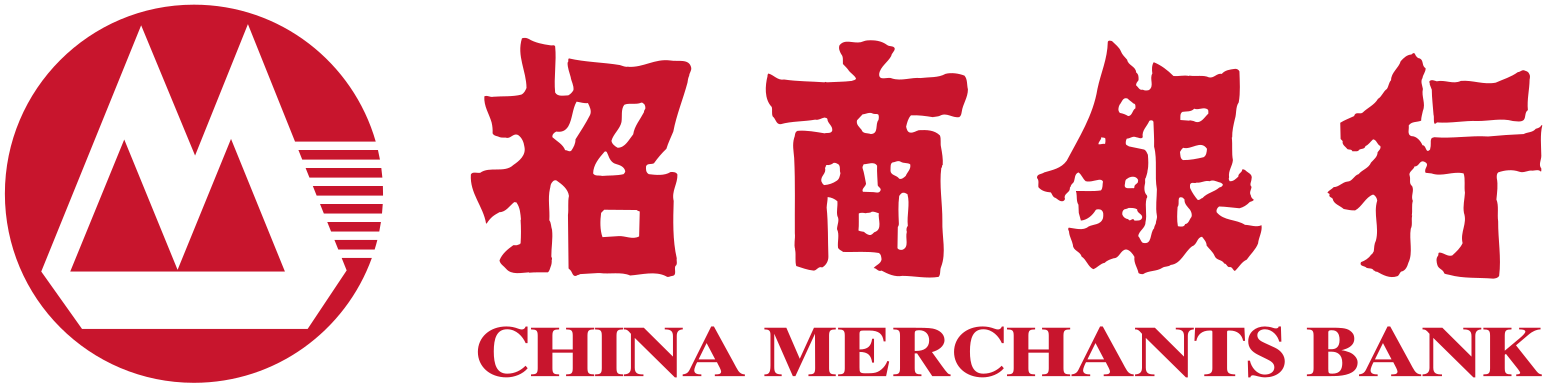 招商銀行
CHINA MERCHANTS BANK